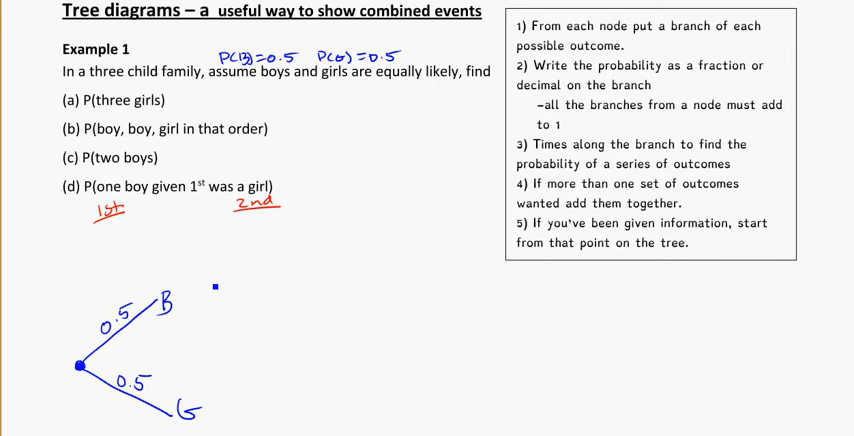 Tree diagrams – a useful way to show combined events
Example 1
P(B)=0.5 P(G)=0.5
In a three child family, assume boys and girls are equally likely, find
(a) P(three girls)
(b) P(boy, boy, girl in that order)
(c) P(two boys)
(d) P(one boy given 1st was a girl)
1st 2nd
0.5 B
0.5 G
1) From each node put a branch of each
possible outcome.
2) Write the probability as a fraction or
decimal on the branch
-all the branches from a node must add
to 1
3) Times along the branch to find the
probability of a series of outcomes
4) If more than one set of outcomes
wanted add them together.
5) If you've been given information, start
from that point on the tree.